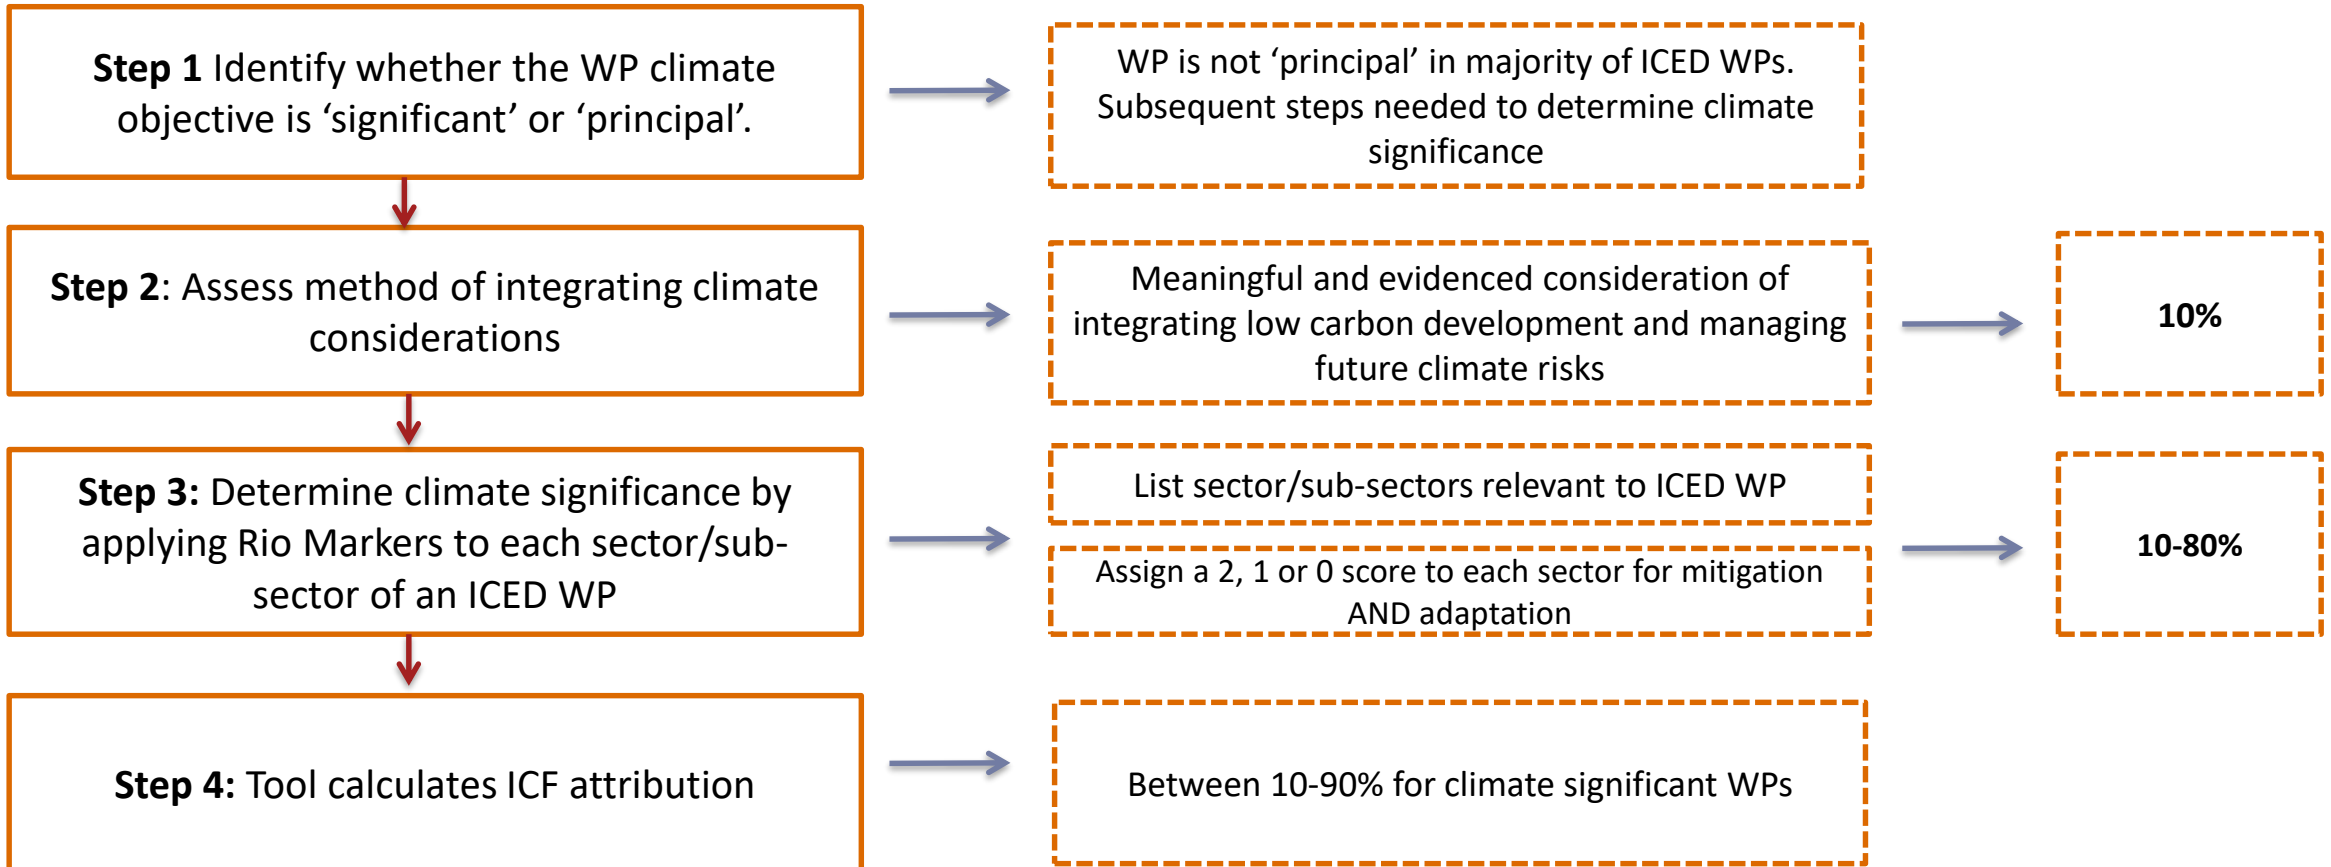 Step 1 Identify whether the WP climate
objective is ‘significant’ or ‘principal’.
WP is not ‘principal’ in majority of ICED WPs.
Subsequent steps needed to determine climate
significance
Step 2: Assess method of integrating climate
considerations
Meaningful and evidenced consideration of
integrating low carbon development and managing
future climate risks
10%
Step 3: Determine climate significance by
applying Rio Markers to each sector/sub-
sector of an ICED WP
List sector/sub-sectors relevant to ICED WP
Assign a 2, 1 or 0 score to each sector for mitigation
AND adaptation
10-80%
Step 4: Tool calculates ICF attribution
Between 10-90% for climate significant WPs